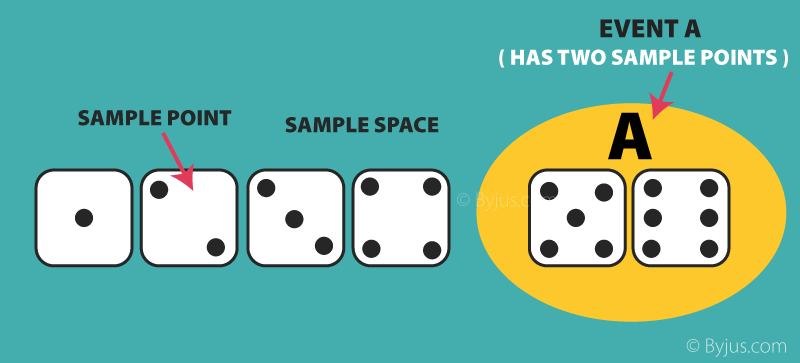 EVENT A
( HAS TWO SAMPLE POINTS )
SAMPLE POINT
SAMPLE SPACE
A
© Byjus.com
© Byjus.com